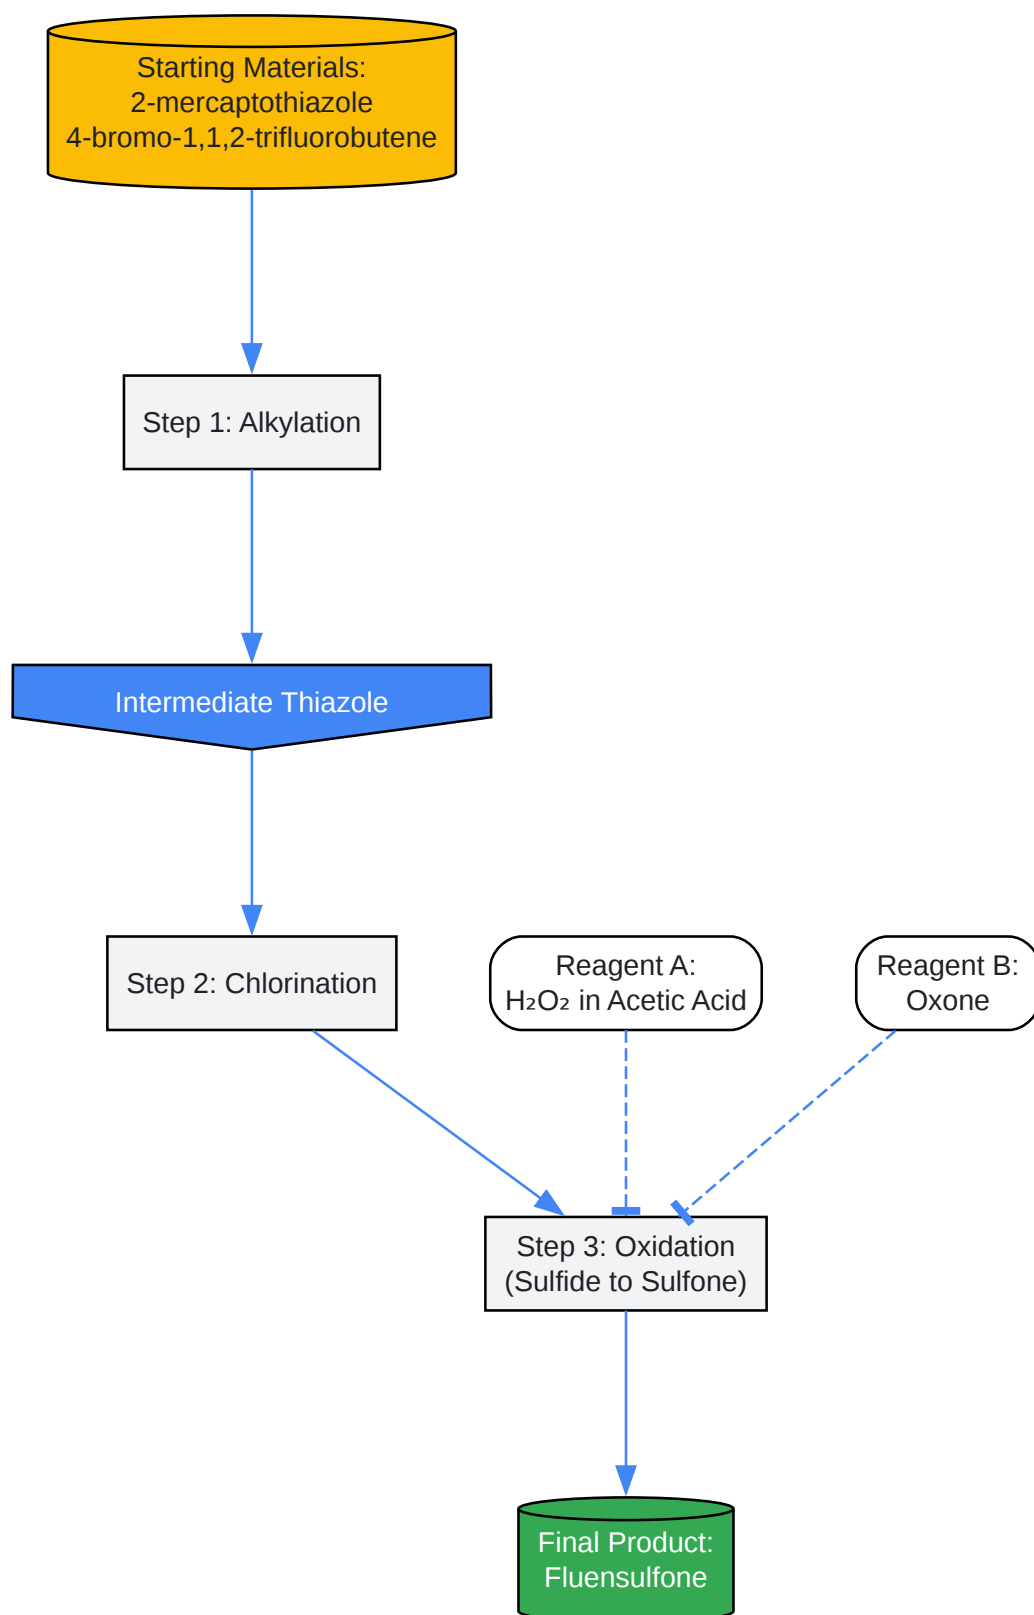 Starting Materials:
2-mercaptothiazole
4-bromo-1,1,2-trifluorobutene
Step 1: Alkylation
Intermediate Thiazole
Step 2: Chlorination
Reagent A:
H₂O₂ in Acetic Acid
Reagent B:
Oxone
Step 3: Oxidation
(Sulfide to Sulfone)
Final Product:
Fluensulfone